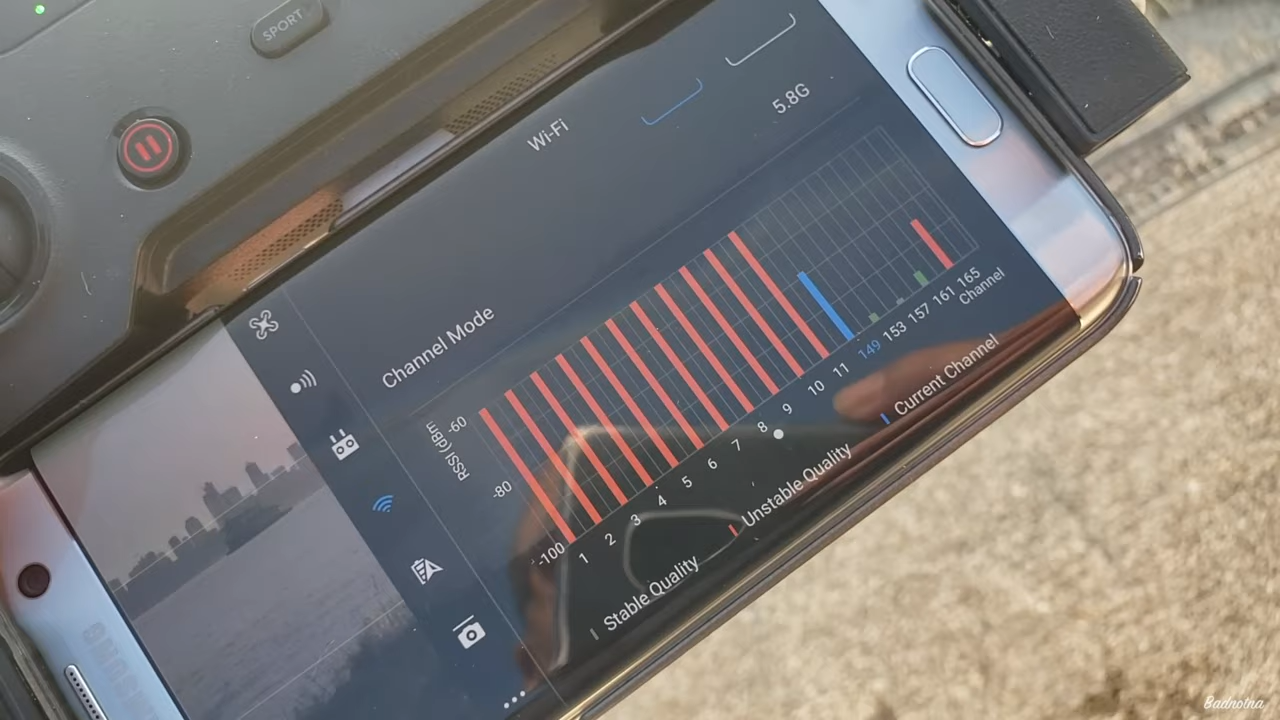 SPORT
Wi-Fi
5.8G
Channel Mode
RSSI (dBm
-60
-80
-100
1 2 3 4 5 6 7 8 9 10 11 149 153 157 161 165
Channel
Stable Quality
Unstable Quality
Current Channel
SAMSUNG
Badnotna